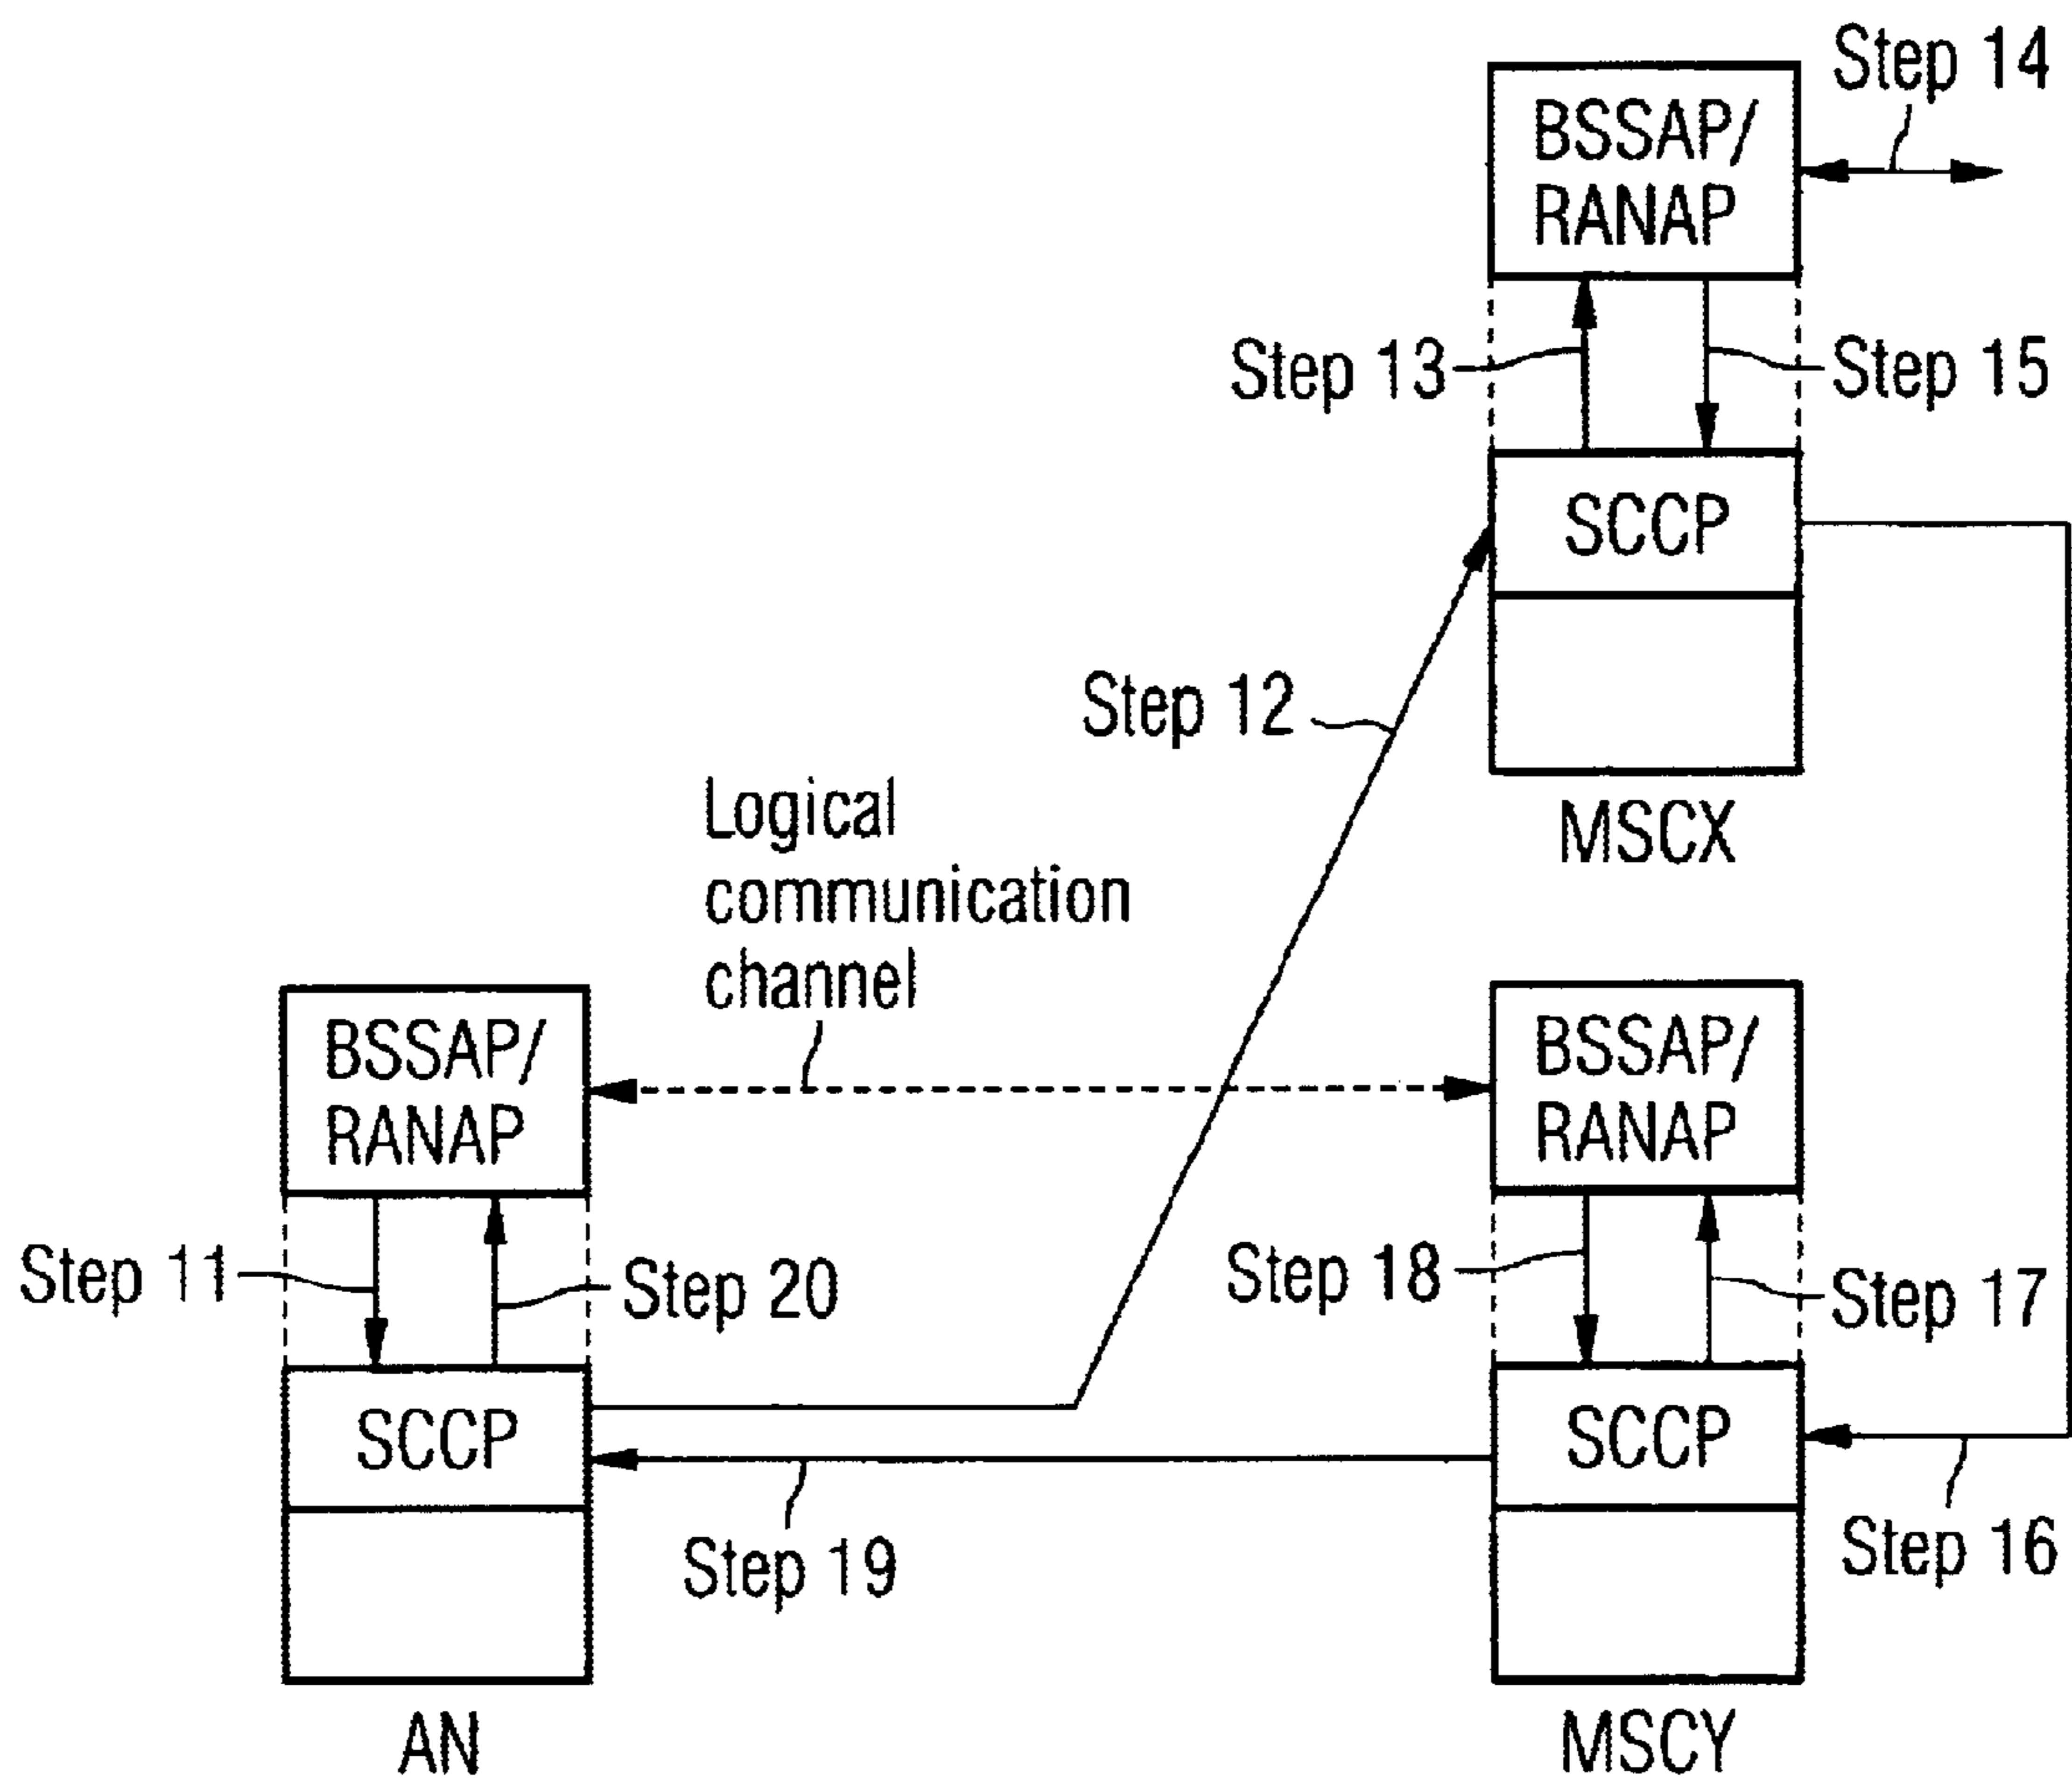 Step 14
BSSAP/
RANAP
Step 13
Step 15
SCCP
Step 12
MSCX
Logical
communication
channel
BSSAP/
RANAP
BSSAP/
RANAP
Step 11
Step 20
Step 18
Step 17
SCCP
SCCP
Step 19
Step 16
AN
MSCY